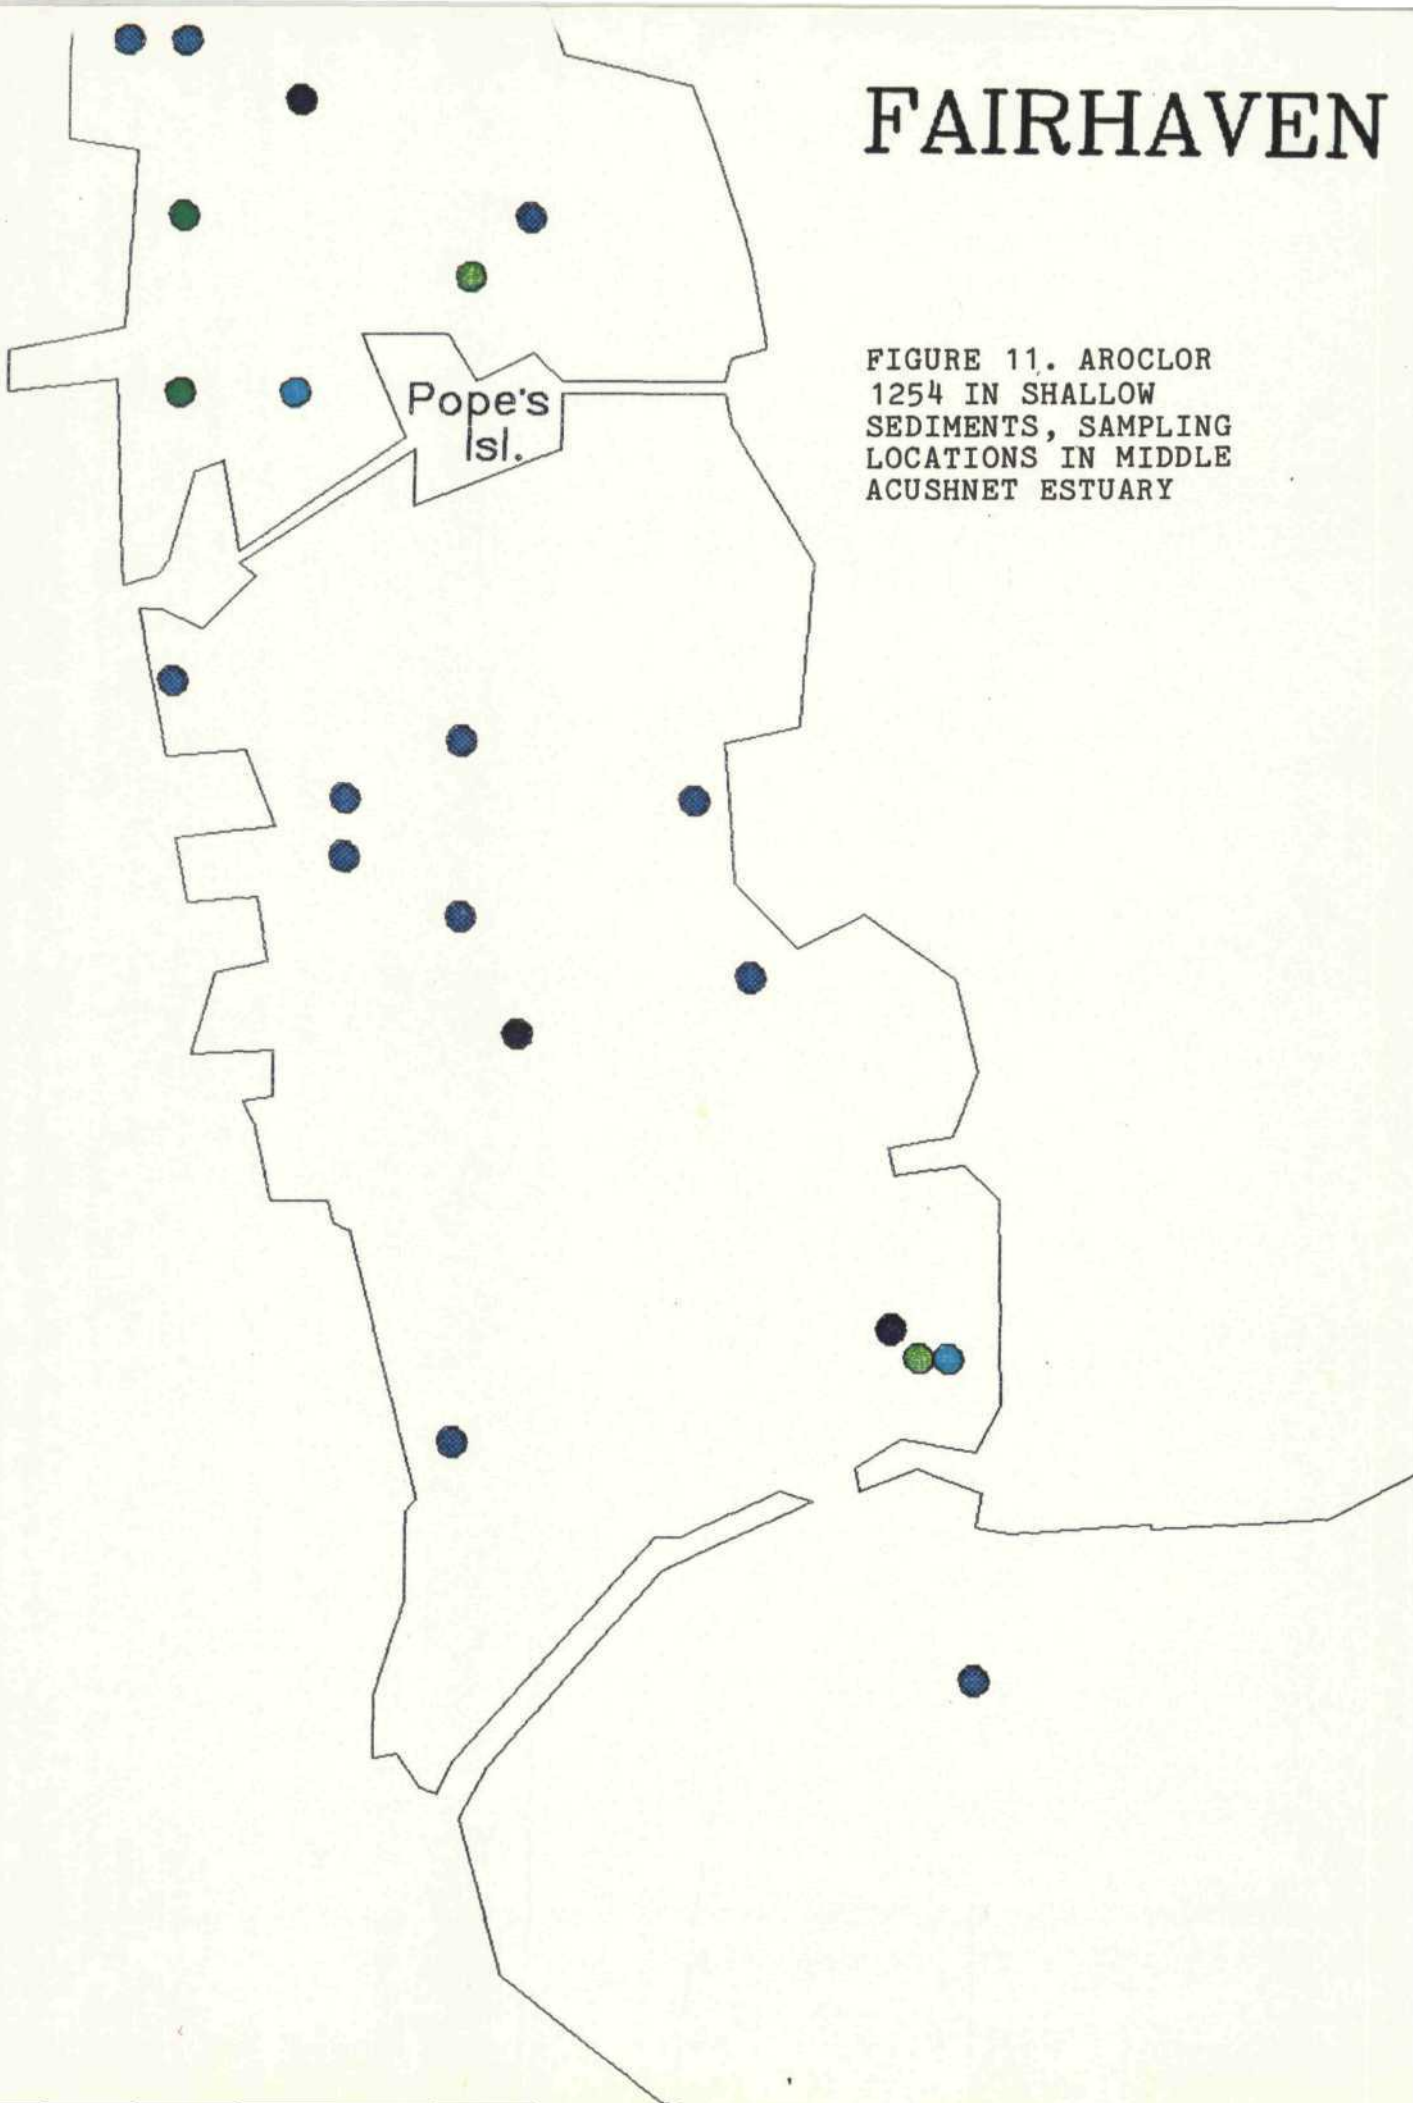 FAIRHAVEN
FIGURE 11. AROCLOR
1254 IN SHALLOW
SEDIMENTS, SAMPLING
LOCATIONS IN MIDDLE
ACUSHNET ESTUARY
Pope's
Isl.